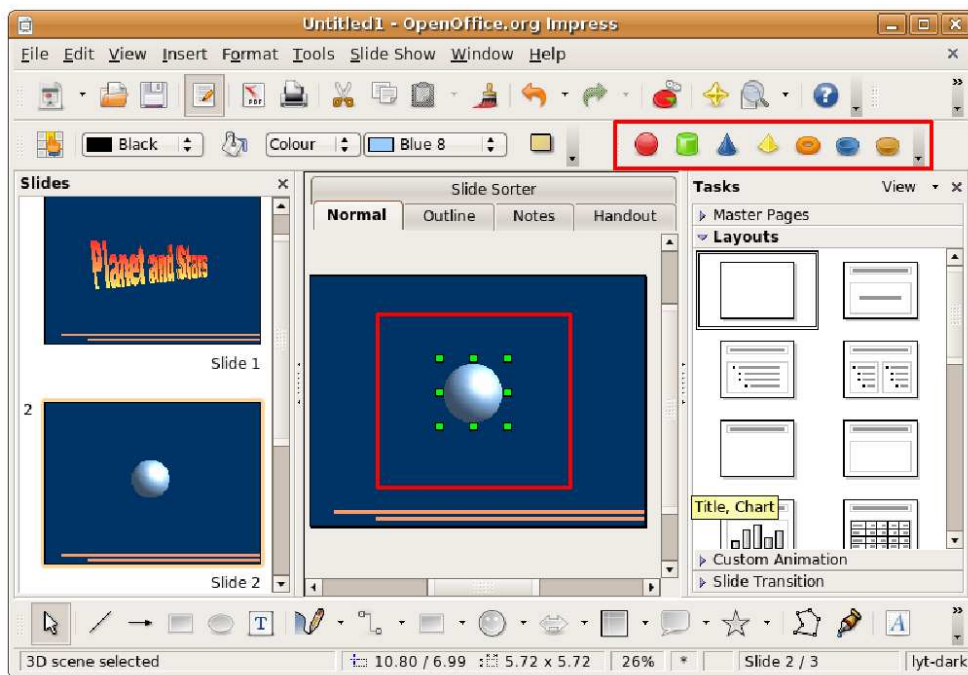 Untitled1 - OpenOffice.org Impress
File Edit View Insert Format Tools Slide Show Window Help
PDF
Black Colour Blue 8
Slides
Planet and Stars
Slide 1
2
Slide 2
Slide Sorter
Normal Outline Notes Handout
Tasks View
Master Pages
Layouts
Title, Chart
Custom Animation
Slide Transition
T
A
3D scene selected 10.80 / 6.99 5.72 x 5.72 26% * Slide 2 / 3 lyt-dark